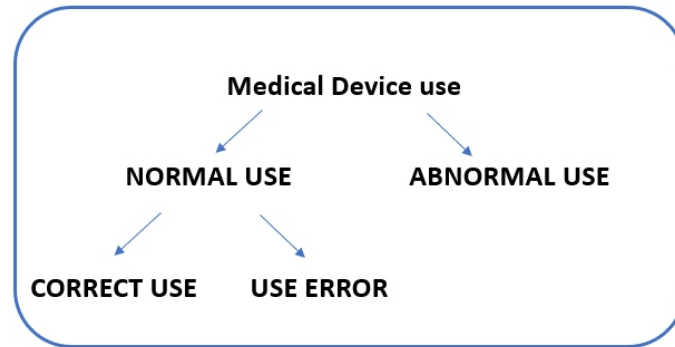 Medical Device use
NORMAL USE ABNORMAL USE
CORRECT USE USE ERROR